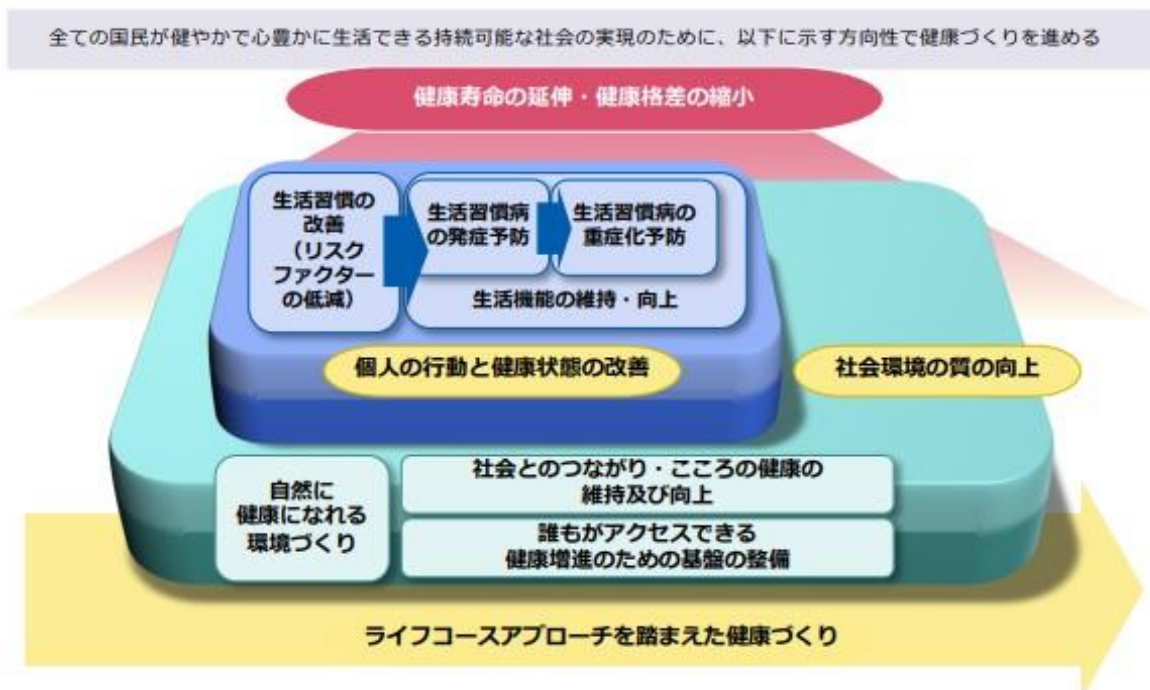 全ての国民が健やかで心豊かに生活できる持続可能な社会の実現のために、以下に示す方向性で健康づくりを進める
健康寿命の延伸・健康格差の縮小
生活習慣の
改善
（リスク
ファクター
の低減）
生活習慣病
の発症予防
生活習慣病の
重症化予防
生活機能の維持・向上
個人の行動と健康状態の改善
社会環境の質の向上
自然に
健康になれる
環境づくり
社会とのつながり・こころの健康の
維持及び向上
誰もがアクセスできる
健康増進のための基盤の整備
ライフコースアプローチを踏まえた健康づくり